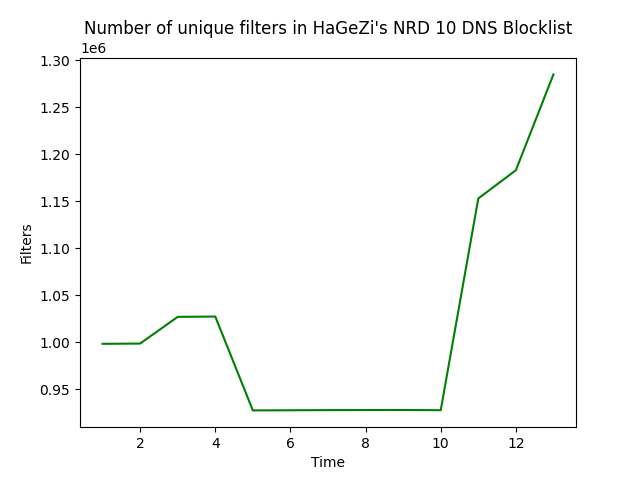 Number of unique filters in HaGeZi's NRD 10 DNS Blocklist
1e6
1.30
1.25
1.20
1.15
1.10
1.05
1.00
0.95
Filters
2 4 6 8 10 12
Time